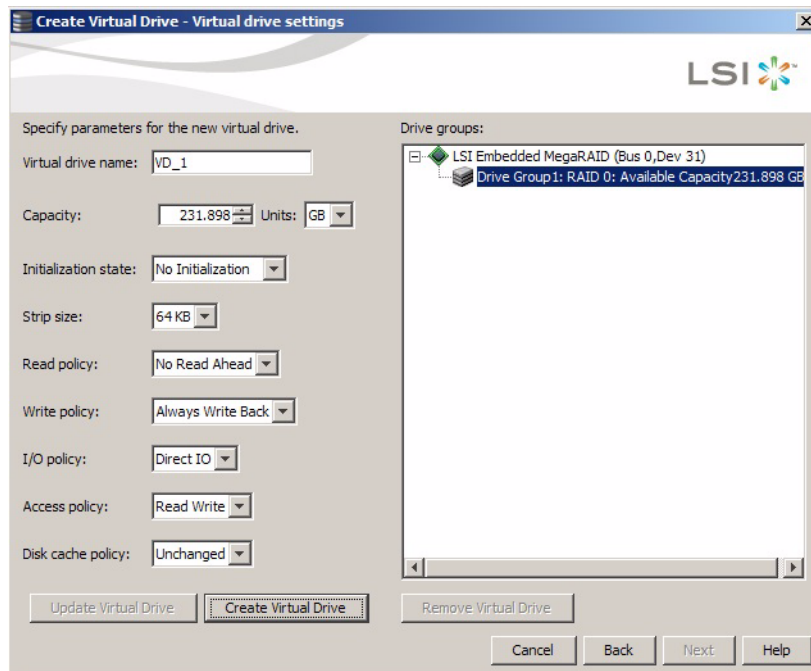 Create Virtual Drive - Virtual drive settings
LSI
Specify parameters for the new virtual drive.
Virtual drive name: VD_1
Capacity: 231.898 Units: GB
Initialization state: No Initialization
Strip size: 64 KB
Read policy: No Read Ahead
Write policy: Always Write Back
I/O policy: Direct IO
Access policy: Read Write
Disk cache policy: Unchanged
Update Virtual Drive Create Virtual Drive
Drive groups:
LSI Embedded MegaRAID (Bus 0,Dev 31)
Drive Group1: RAID 0: Available Capacity231.898 GB
Remove Virtual Drive
Cancel Back Next Help